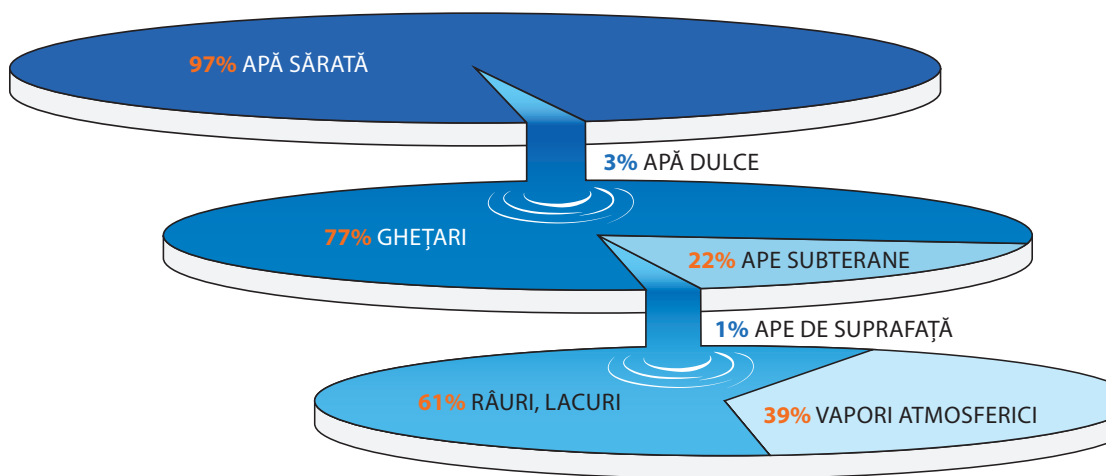 97% APĂ SĂRATĂ
3% APĂ DULCE
77% GHEȚARI
22% APE SUBTERANE
1% APE DE SUPRAFAȚĂ
61% RÂURI, LACURI
39% VAPORI ATMOSFERICI